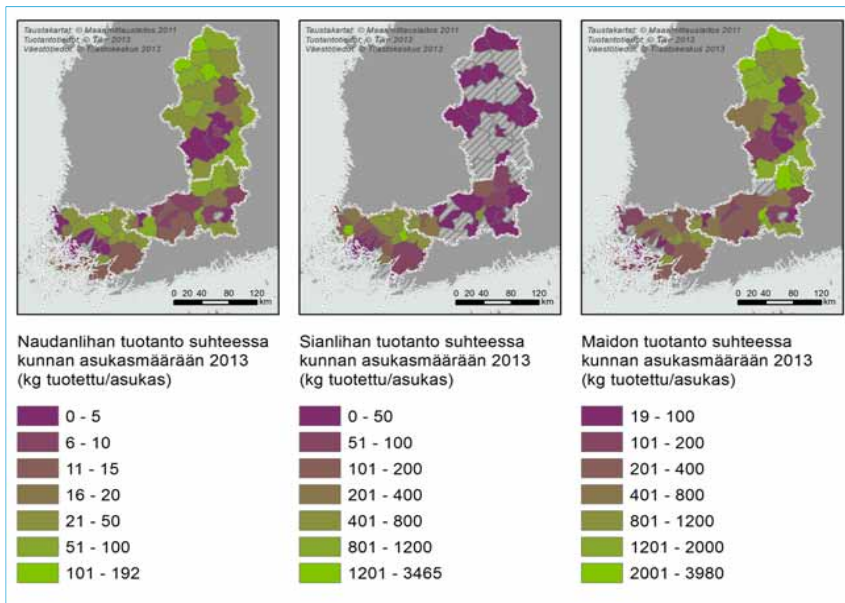 Taustakartat: © Maanmittauslaitos 2011
Tuotantotiedot: © Tike 2013
Väestötiedot: © Tilastokeskus 2013
0 20 40 80 120
km
Naudanlihan tuotanto suhteessa
kunnan asukasmäärään 2013
(kg tuotettu/asukas)
0 - 5
6 - 10
11 - 15
16 - 20
21 - 50
51 - 100
101 - 192
Taustakartat: © Maanmittauslaitos 2011
Tuotantotiedot: © Tike 2013
Väestötiedot: © Tilastokeskus 2013
0 20 40 80 120
km
Sianlihan tuotanto suhteessa
kunnan asukasmäärään 2013
(kg tuotettu/asukas)
0 - 50
51 - 100
101 - 200
201 - 400
401 - 800
801 - 1200
1201 - 3465
Taustakartat: © Maanmittauslaitos 2011
Tuotantotiedot: © Tike 2013
Väestötiedot: © Tilastokeskus 2013
0 20 40 80 120
km
Maidon tuotanto suhteessa
kunnan asukasmäärään 2013
(kg tuotettu/asukas)
19 - 100
101 - 200
201 - 400
401 - 800
801 - 1200
1201 - 2000
2001 - 3980